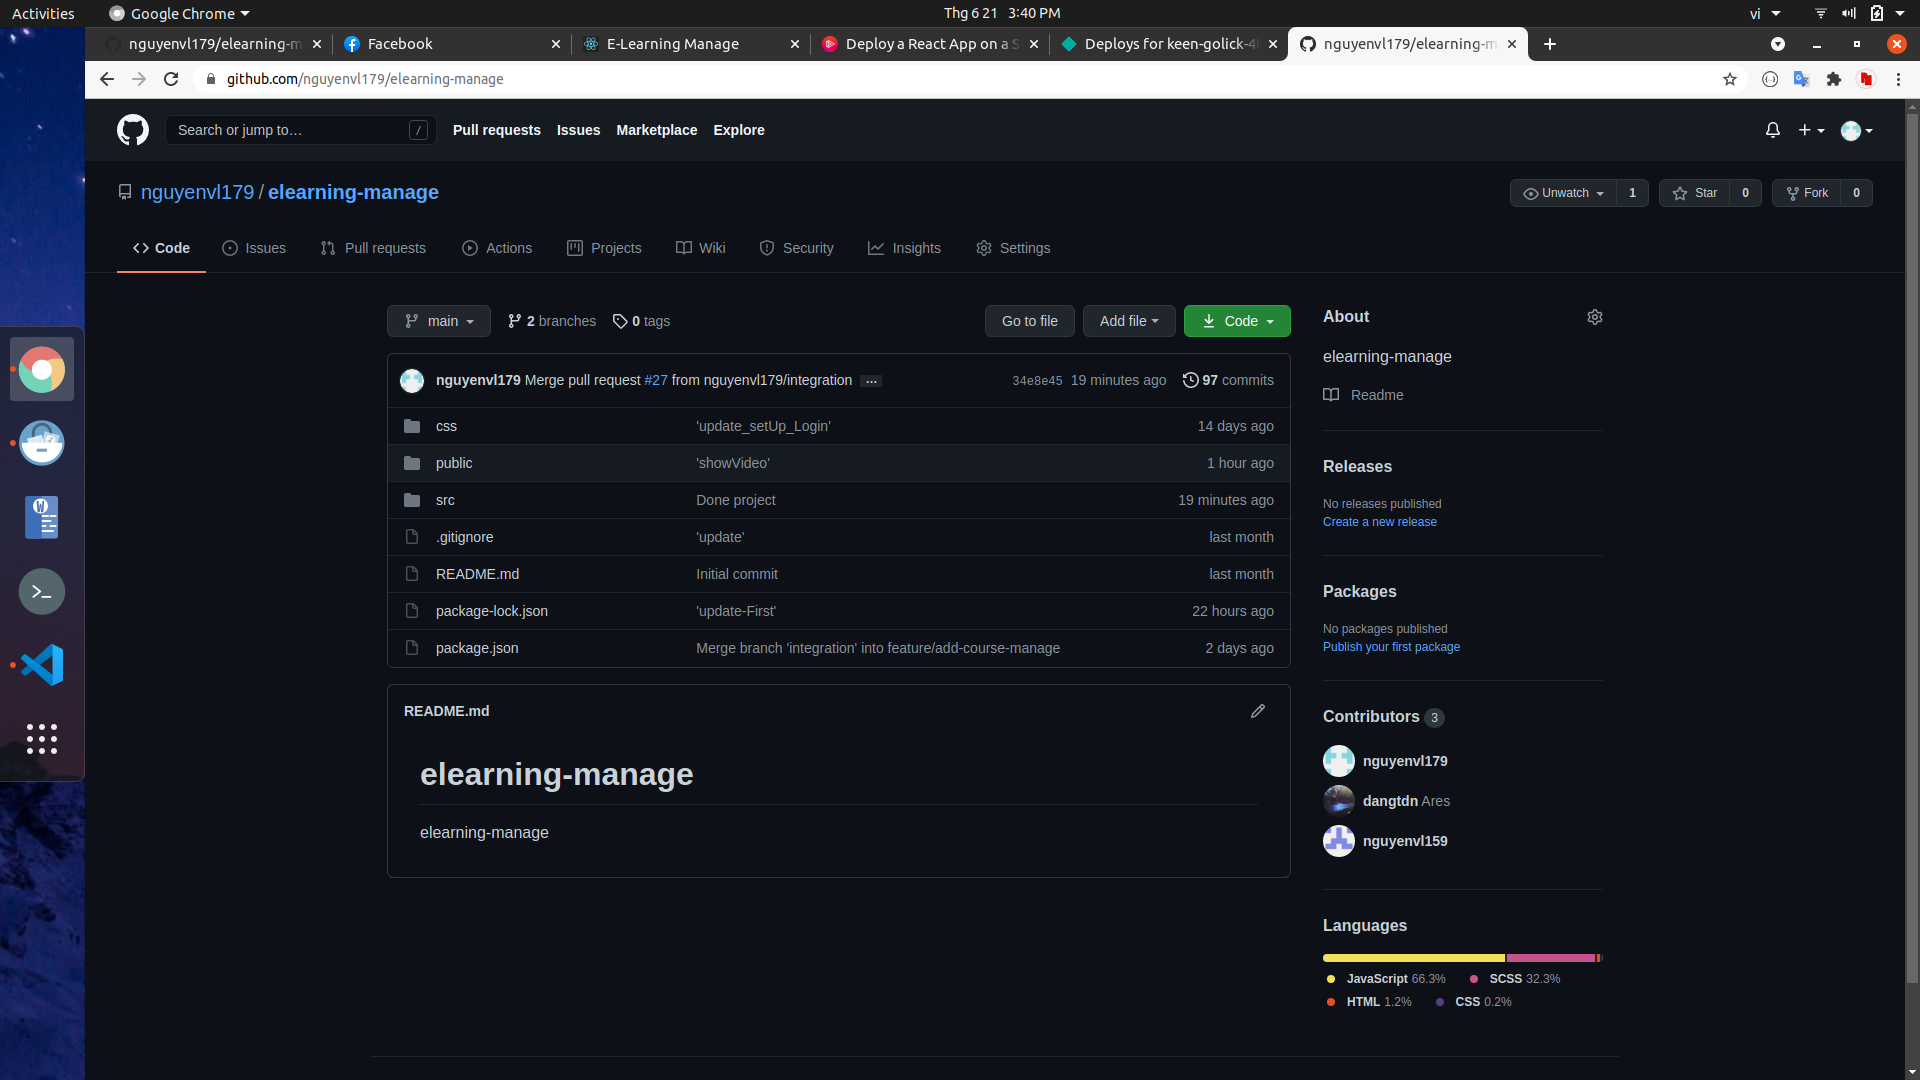 Activities Google Chrome Thg 6 21 3:40 PM vi
nguyenvl179/elearning-m Facebook E-Learning Manage Deploy a React App on a S Deploys for keen-golick-4 nguyenvl179/elearning-m
github.com/nguyenvl179/elearning-manage
Search or jump to… / Pull requests Issues Marketplace Explore
nguyenvl179 / elearning-manage Unwatch 1 Star 0 Fork 0
Code Issues Pull requests Actions Projects Wiki Security Insights Settings
main 2 branches 0 tags Go to file Add file Code
nguyenvl179 Merge pull request #27 from nguyenvl179/integration … 34e8e45 19 minutes ago 97 commits
css 'update_setUp_Login' 14 days ago
public 'showVideo' 1 hour ago
src Done project 19 minutes ago
.gitignore 'update' last month
README.md Initial commit last month
package-lock.json 'update-First' 22 hours ago
package.json Merge branch 'integration' into feature/add-course-manage 2 days ago
README.md
elearning-manage
elearning-manage
About
elearning-manage
Readme
Releases
No releases published
Create a new release
Packages
No packages published
Publish your first package
Contributors 3
nguyenvl179
dangtdn Ares
nguyenvl159
Languages
JavaScript 66.3% SCSS 32.3%
HTML 1.2% CSS 0.2%